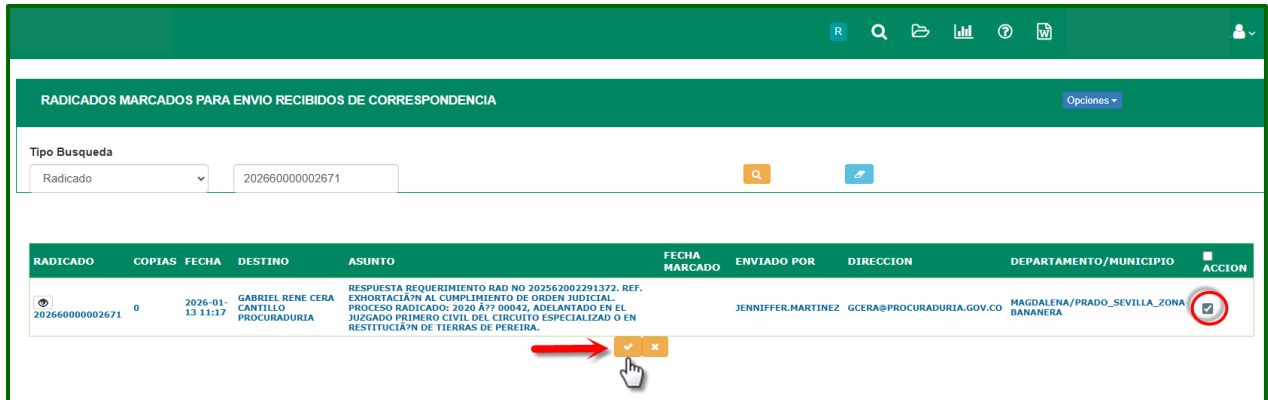 R
RADICADOS MARCADOS PARA ENVIO RECIBIDOS DE CORRESPONDENCIA
Opciones
Tipo Busqueda
Radicado
202660000002671
RADICADO COPIAS FECHA DESTINO ASUNTO FECHA MARCADO ENVIADO POR DIRECCION DEPARTAMENTO/MUNICIPIO ACCION
202660000002671
0
2026-01-
13 11:17
GABRIEL RENE CERA
CANTILLO
PROCURADURIA
RESPUESTA REQUERIMIENTO RAD NO 202562002291372. REF.
EXHORTACIÃ?N AL CUMPLIMIENTO DE ORDEN JUDICIAL.
PROCESO RADICADO: 2020 Â?? 00042, ADELANTADO EN EL
JUZGADO PRIMERO CIVIL DEL CIRCUITO ESPECIALIZADO O EN
RESTITUCIÃ?N DE TIERRAS DE PEREIRA.
JENNIFFER.MARTINEZ
GCERA@PROCURADURIA.GOV.CO
MAGDALENA/PRADO_SEVILLA_ZONA
BANANERA